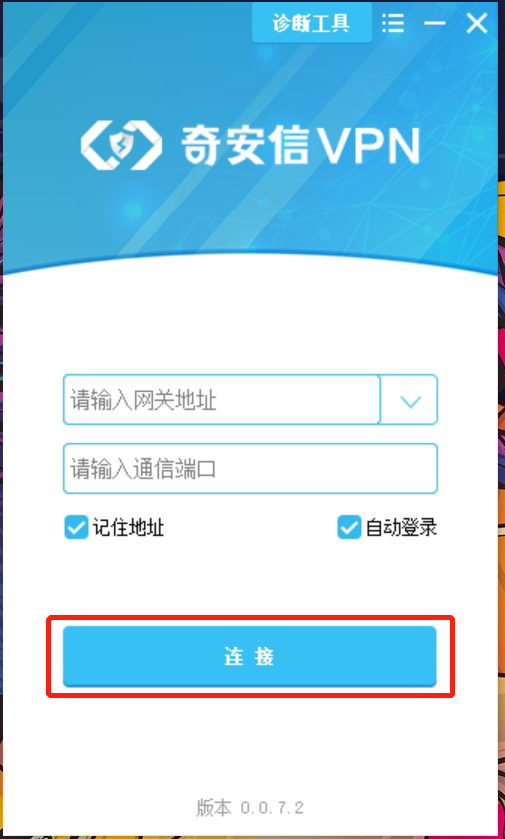 诊断工具
奇安信VPN
请输入网关地址
请输入通信端口
记住地址 自动登录
连接
版本 0.0.7.2